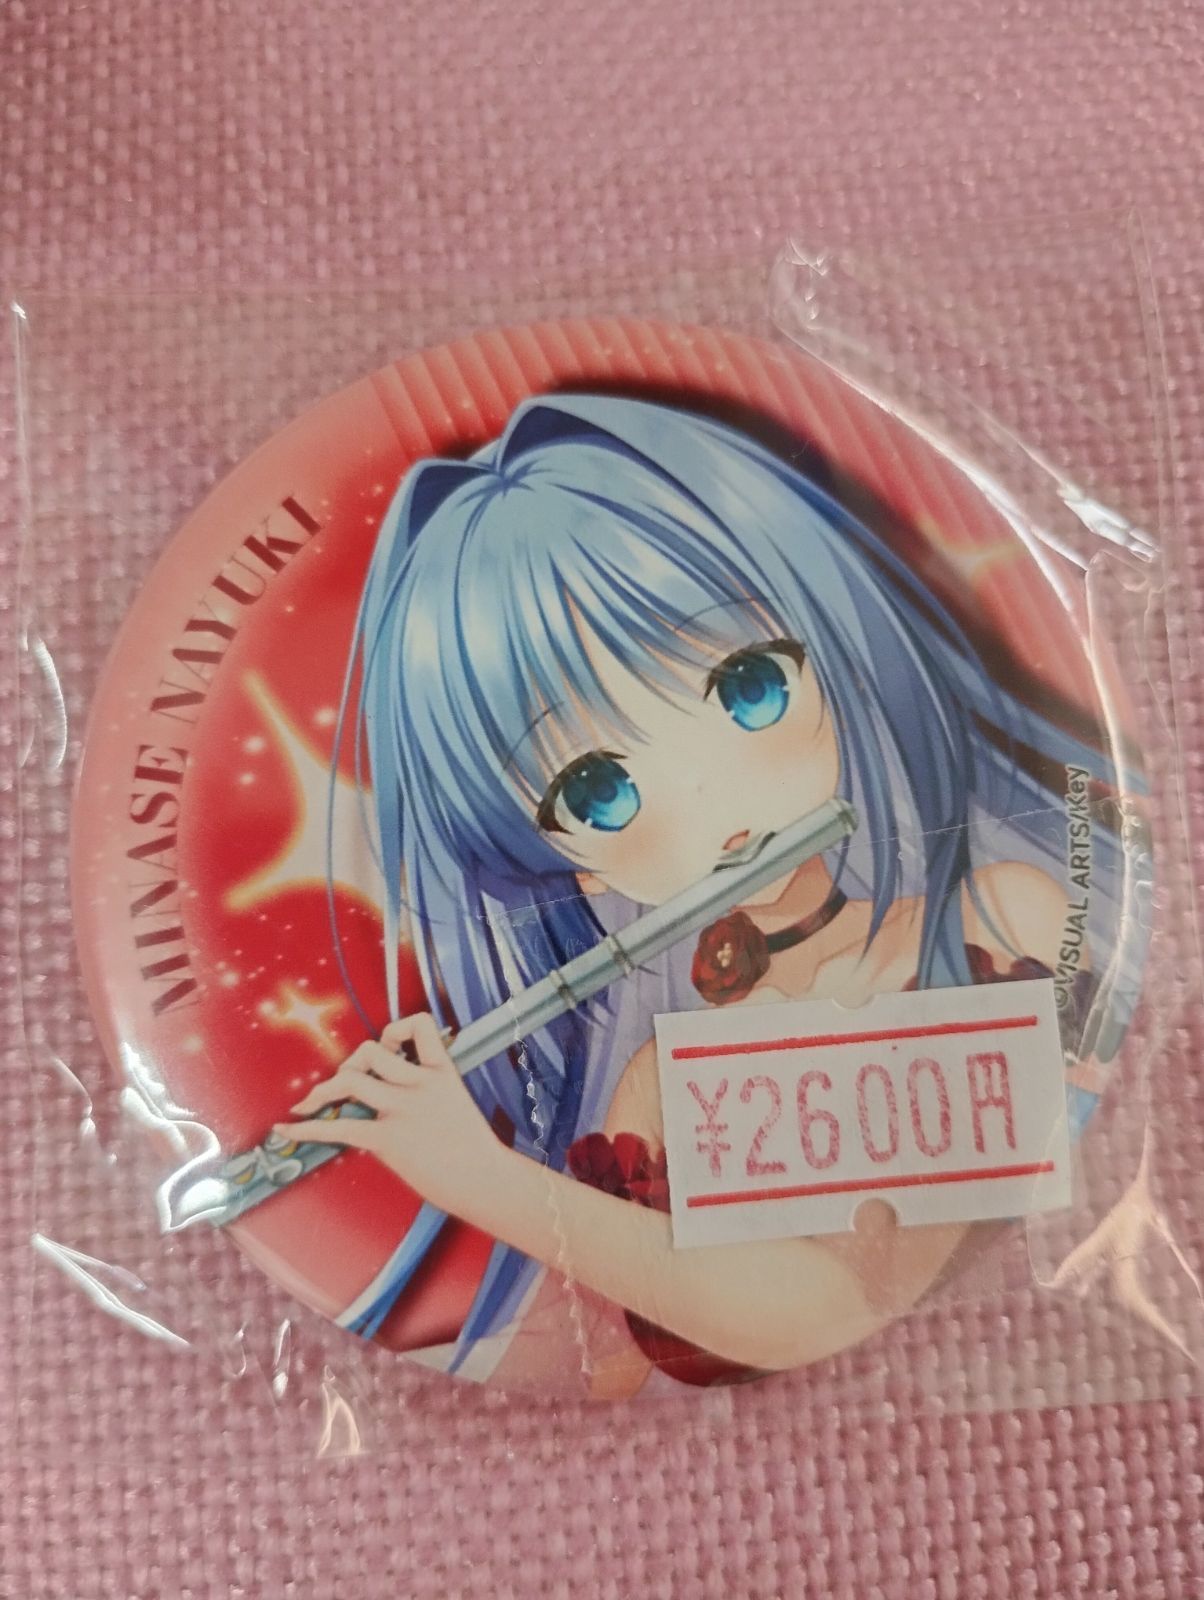 MINASE NAYUKI
©VISUAL ARTS/Key
¥2600円